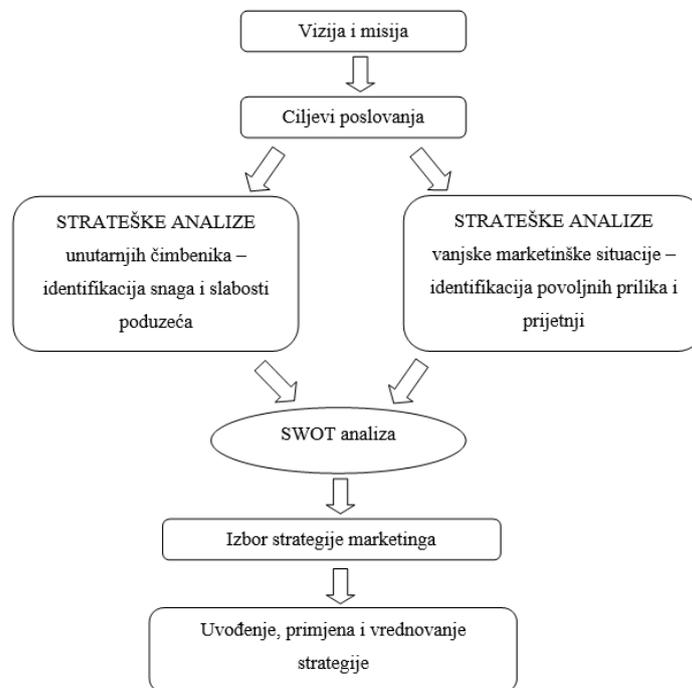 Vizija i misija
Ciljevi poslovanja
STRATEŠKE ANALIZE
unutarnjih čimbenika –
identifikacija snaga i slabosti
poduzeća
STRATEŠKE ANALIZE
vanjske marketinške situacije –
identifikacija povoljnih prilika i
prijetnji
SWOT analiza
Izbor strategije marketinga
Uvođenje, primjena i vrednovanje
strategije